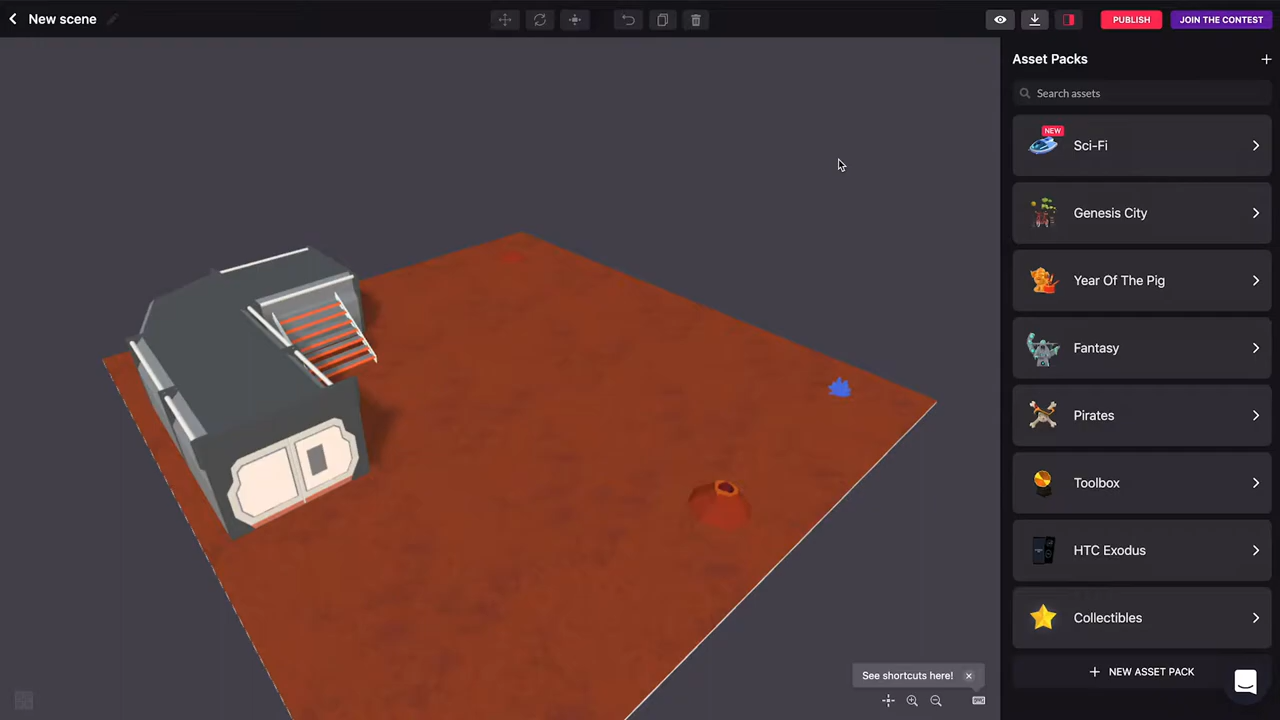 New scene
PUBLISH
JOIN THE CONTEST
Asset Packs
Search assets
NEW
Sci-Fi
Genesis City
Year Of The Pig
Fantasy
Pirates
Toolbox
HTC Exodus
Collectibles
NEW ASSET PACK
See shortcuts here!